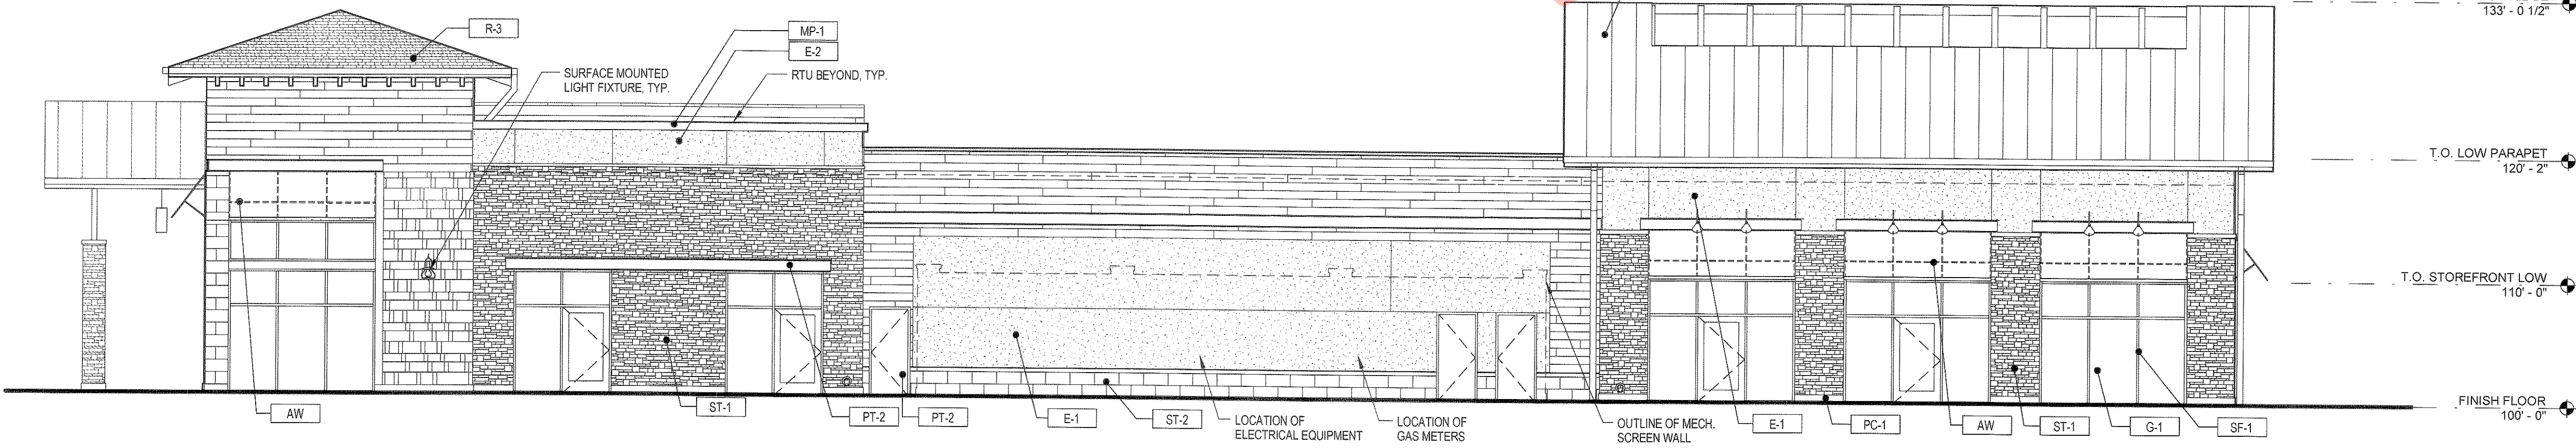 133' - 0 1/2"
R-3
MP-1
E-2
SURFACE MOUNTED
LIGHT FIXTURE, TYP.
RTU BEYOND, TYP.
T.O. LOW PARAPET
120' - 2"
T.O. STOREFRONT LOW
110' - 0"
FINISH FLOOR
100' - 0"
AW
ST-1
PT-2
PT-2
E-1
ST-2
LOCATION OF
ELECTRICAL EQUIPMENT
LOCATION OF
GAS METERS
OUTLINE OF MECH.
SCREEN WALL
E-1
PC-1
AW
ST-1
G-1
SF-1